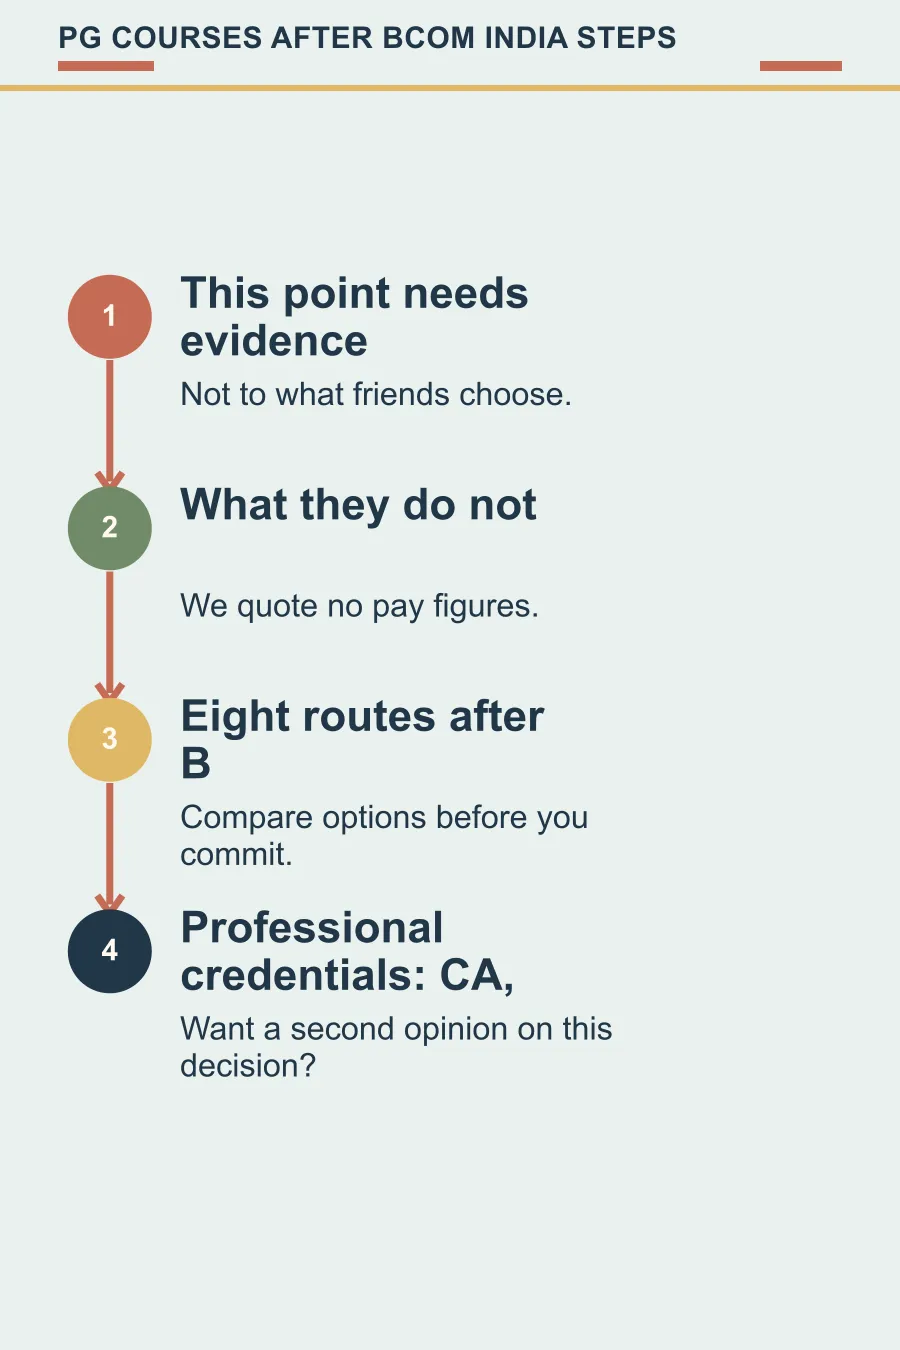 PG COURSES AFTER BCOM INDIA STEPS
1
This point needs
evidence
Not to what friends choose.
2
What they do not
We quote no pay figures.
3
Eight routes after
B
Compare options before you
commit.
4
Professional
credentials: CA,
Want a second opinion on this
decision?